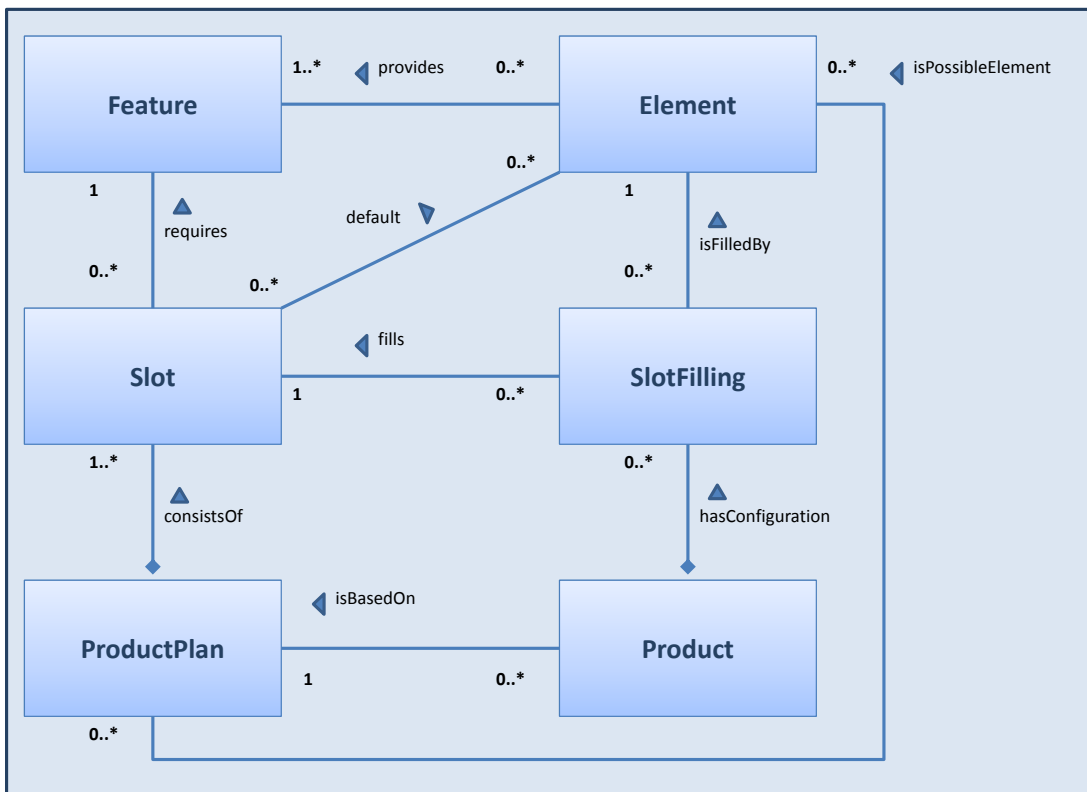 1..* provides 0..* 0..* isPossibleElement
Feature Element
0..*
1 1
default
requires isFilledBy
0..* 0..* 0..*
fills
Slot SlotFilling
1 0..*
1..* 0..*
consistsOf hasConfiguration
isBasedOn
ProductPlan Product
1 0..*
0..*